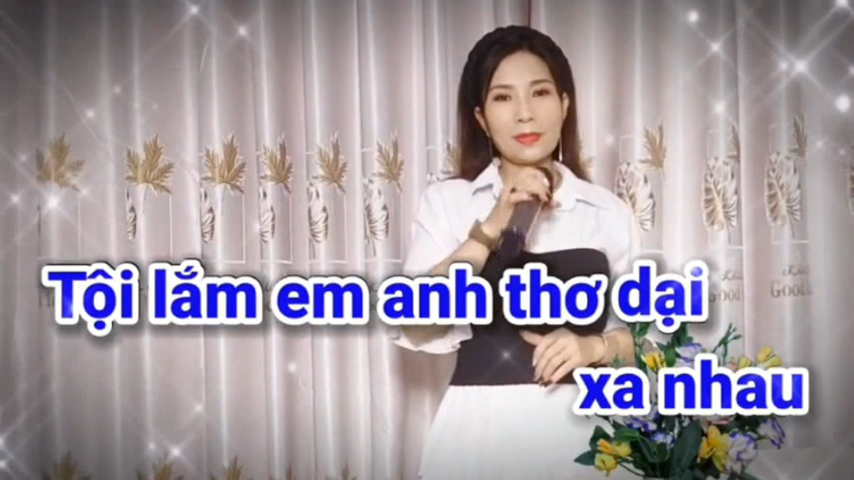 Tội lắm em anh thơ dại
xa nhau